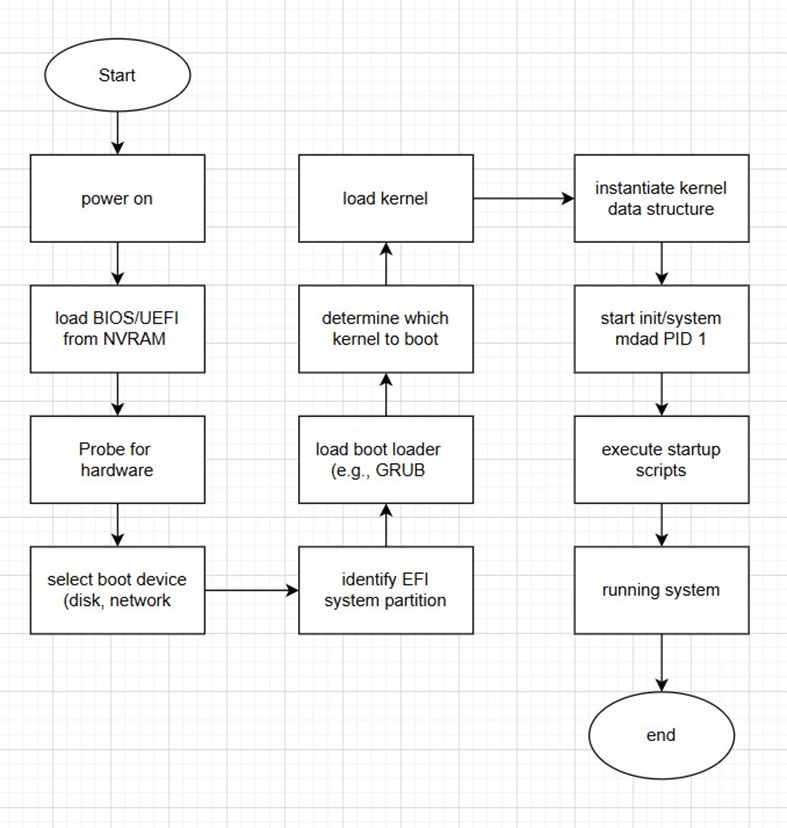 Start
power on
load BIOS/UEFI
from NVRAM
Probe for
hardware
select boot device
(disk, network
identify EFI
system partition
load boot loader
(e.g., GRUB
determine which
kernel to boot
load kernel
instantiate kernel
data structure
start init/system
mdad PID 1
execute startup
scripts
running system
end